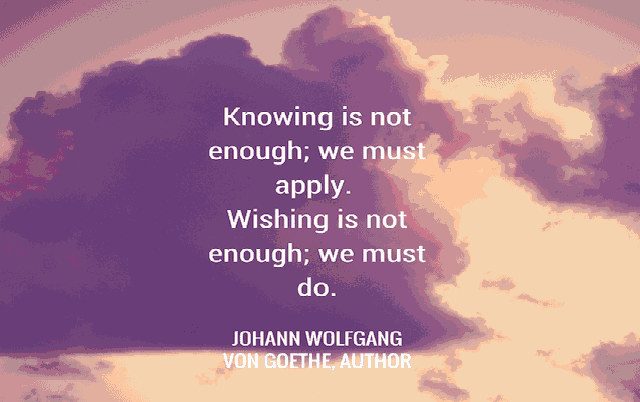 Knowing is not
enough; we must
apply.
Wishing is not
enough; we must
do.
JOHANN WOLFGANG
VON GOETHE, AUTHOR